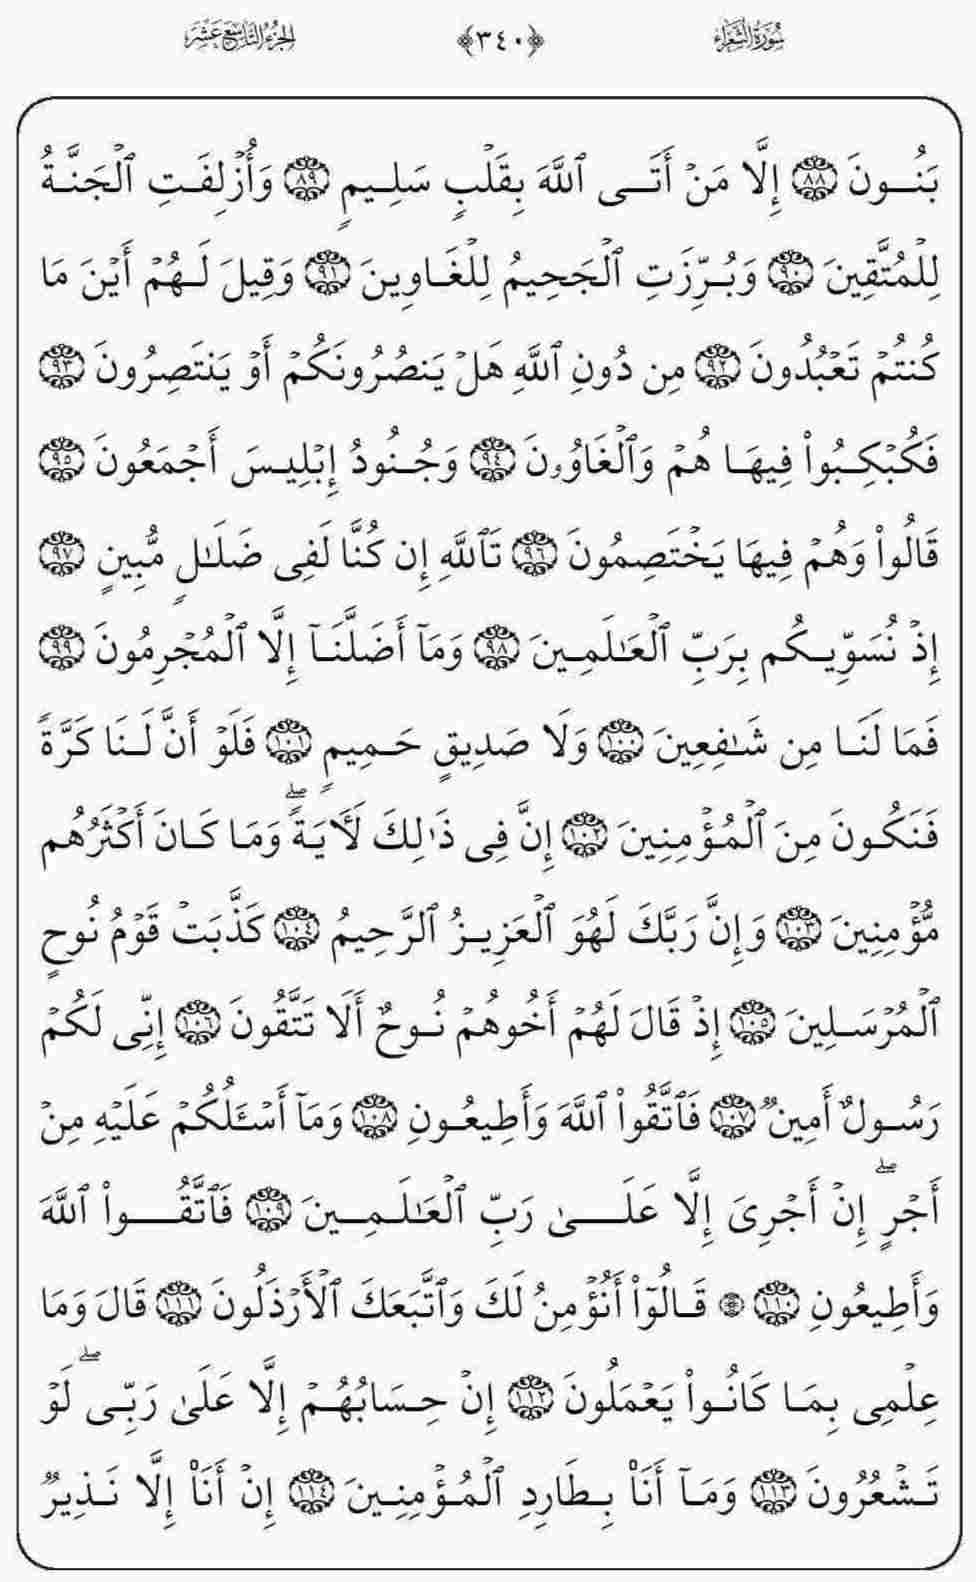 سُورَةُ الشُّعَرَاءِ ﴿٣٤٠﴾ الجُزْءُ التَّاسِعَ عَشَرَ
بَنُونَ ٨٨ إِلَّا مَنۡ أَتَى ٱللَّهَ بِقَلۡبٖ سَلِيمٖ ٨٩ وَأُزۡلِفَتِ ٱلۡجَنَّةُ
لِلۡمُتَّقِينَ ٩٠ وَبُرِّزَتِ ٱلۡجَحِيمُ لِلۡغَاوِينَ ٩١ وَقِيلَ لَهُمۡ أَيۡنَ مَا
كُنتُمۡ تَعۡبُدُونَ ٩٢ مِن دُونِ ٱللَّهِ هَلۡ يَنصُرُونَكُمۡ أَوۡ يَنتَصِرُونَ ٩٣
فَكُبۡكِبُواْ فِيهَا هُمۡ وَٱلۡغَاوُۥنَ ٩٤ وَجُنُودُ إِبۡلِيسَ أَجۡمَعُونَ ٩٥
قَالُواْ وَهُمۡ فِيهَا يَخۡتَصِمُونَ ٩٦ تَٱللَّهِ إِن كُنَّا لَفِى ضَلَٰلٖ مُّبِينٍ ٩٧
إِذۡ نُسَوِّيكُم بِرَبِّ ٱلۡعَٰلَمِينَ ٩٨ وَمَآ أَضَلَّنَآ إِلَّا ٱلۡمُجۡرِمُونَ ٩٩
فَمَا لَنَا مِن شَٰفِعِينَ ١٠٠ وَلَا صَدِيقٍ حَمِيمٖ ١٠١ فَلَوۡ أَنَّ لَنَا كَرَّةٗ
فَنَكُونَ مِنَ ٱلۡمُؤۡمِنِينَ ١٠٢ إِنَّ فِى ذَٰلِكَ لَأٓيَةٗۖ وَمَا كَانَ أَكۡثَرُهُم
مُّؤۡمِنِينَ ١٠٣ وَإِنَّ رَبَّكَ لَهُوَ ٱلۡعَزِيزُ ٱلرَّحِيمُ ١٠٤ كَذَّبَتۡ قَوۡمُ نُوحٍ
ٱلۡمُرۡسَلِينَ ١٠٥ إِذۡ قَالَ لَهُمۡ أَخُوهُمۡ نُوحٌ أَلَا تَتَّقُونَ ١٠٦ إِنِّى لَكُمۡ
رَسُولٌ أَمِينٞ ١٠٧ فَٱتَّقُواْ ٱللَّهَ وَأَطِيعُونِ ١٠٨ وَمَآ أَسۡـَٔلُكُمۡ عَلَيۡهِ مِنۡ
أَجۡرٍۖ إِنۡ أَجۡرِىَ إِلَّا عَلَىٰ رَبِّ ٱلۡعَٰلَمِينَ ١٠٩ فَٱتَّقُواْ ٱللَّهَ
وَأَطِيعُونِ ١١٠ ۞ قَالُوٓاْ أَنُؤۡمِنُ لَكَ وَٱتَّبَعَكَ ٱلۡأَرۡذَلُونَ ١١١ قَالَ وَمَا
عِلۡمِى بِمَا كَانُواْ يَعۡمَلُونَ ١١٢ إِنۡ حِسَابُهُمۡ إِلَّا عَلَىٰ رَبِّىۖ لَوۡ
تَشۡعُرُونَ ١١٣ وَمَآ أَنَا۠ بِطَارِدِ ٱلۡمُؤۡمِنِينَ ١١٤ إِنۡ أَنَا۠ إِلَّا نَذِيرٞ